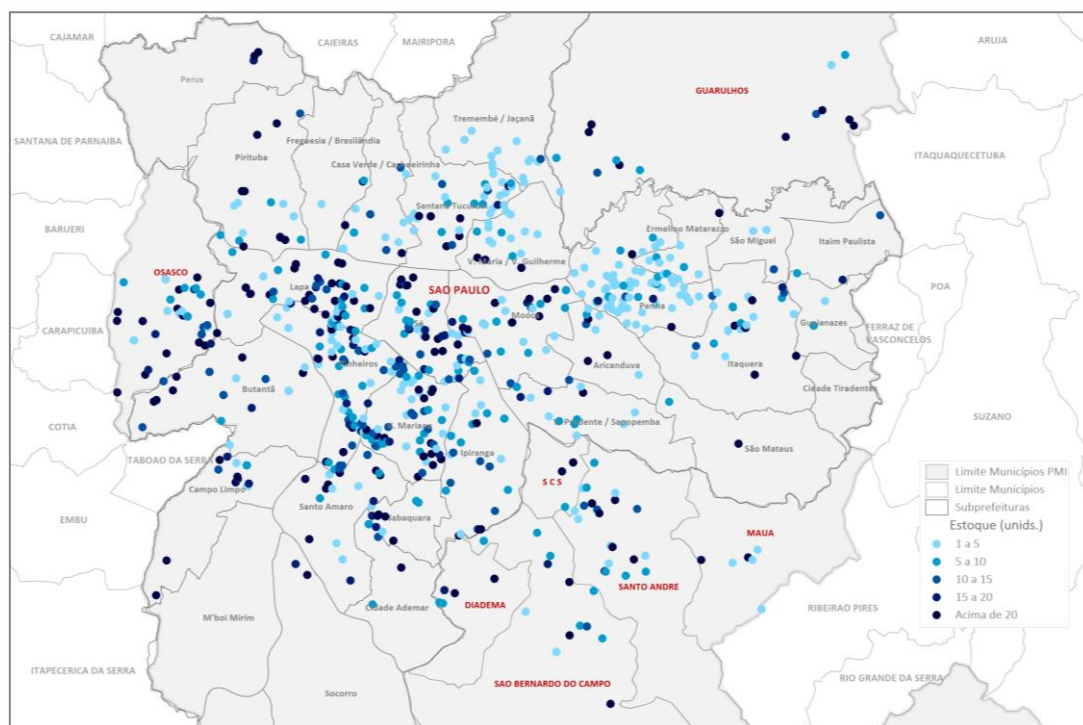 CAJAMAR
CAIEIRAS
MAIRIPORA
ARUJA
Perus
GUARULHOS
Tremembé / Jaçanã
SANTANA DE PARNAIBA
Freguesia / Brasilândia
Pirituba
Casa Verde / Cachoeirinha
ITAQUAQUECETUBA
Santana Tucuruvi
BARUERI
Ermelino Matarazzo
São Miguel
Itaim Paulista
V. Maria / V. Guilherme
OSASCO
Lapa
SAO PAULO
POA
Penha
Mooca
Sé
Guaianazes
CARAPICUIBA
FERRAZ DE
VASCONCELOS
Pinheiros
Aricanduva
Itaquera
Butantã
Cidade Tiradentes
SUZANO
COTIA
V. Mariana
V. Prudente / Sapopemba
São Mateus
TABOAO DA SERRA
Ipiranga
Campo Limpo
S C S
Santo Amaro
Jabaquara
EMBU
MAUA
SANTO ANDRE
DIADEMA
Cidade Ademar
M'boi Mirim
RIBEIRAO PIRES
ITAPECERICA DA SERRA
SAO BERNARDO DO CAMPO
RIO GRANDE DA SERRA
Socorro
Limite Municípios PMI
Limite Municípios
Subprefeituras
Estoque (unids.)
1 a 5
5 a 10
10 a 15
15 a 20
Acima de 20